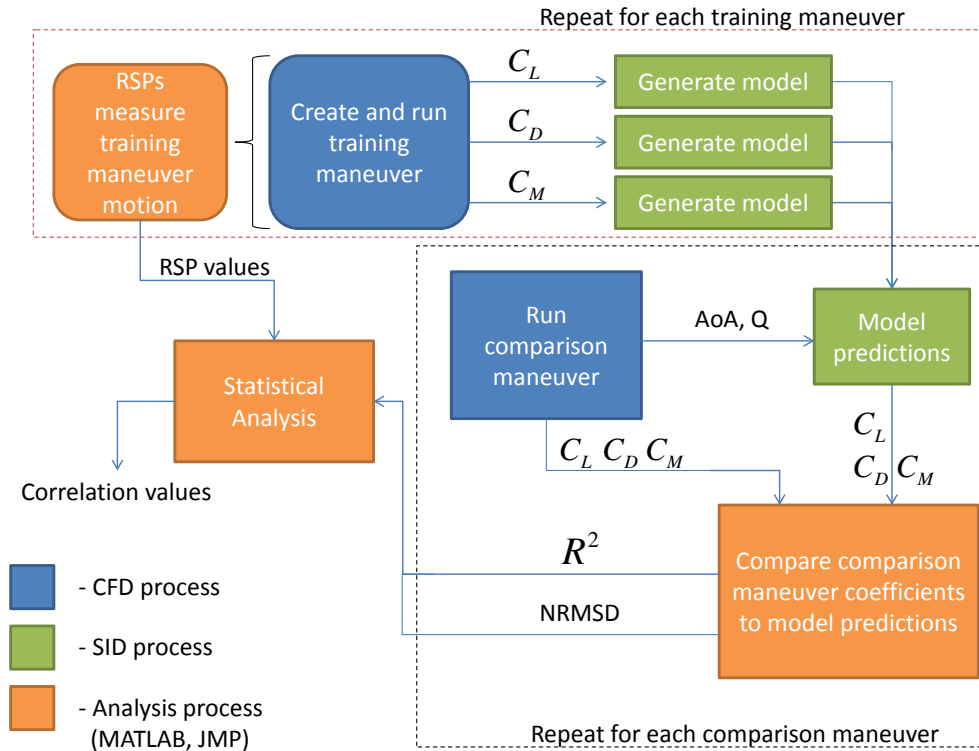 Repeat for each training maneuver
RSPs
measure
training
maneuver
motion
Create and run
training
maneuver
C_L
C_D
C_M
Generate model
Generate model
Generate model
RSP values
Run
comparison
maneuver
AoA, Q
Model
predictions
Statistical
Analysis
C_L C_D C_M
C_L
C_D C_M
Correlation values
R^2
NRMSD
Compare comparison
maneuver coefficients
to model predictions
- CFD process
- SID process
- Analysis process
(MATLAB, JMP)
Repeat for each comparison maneuver